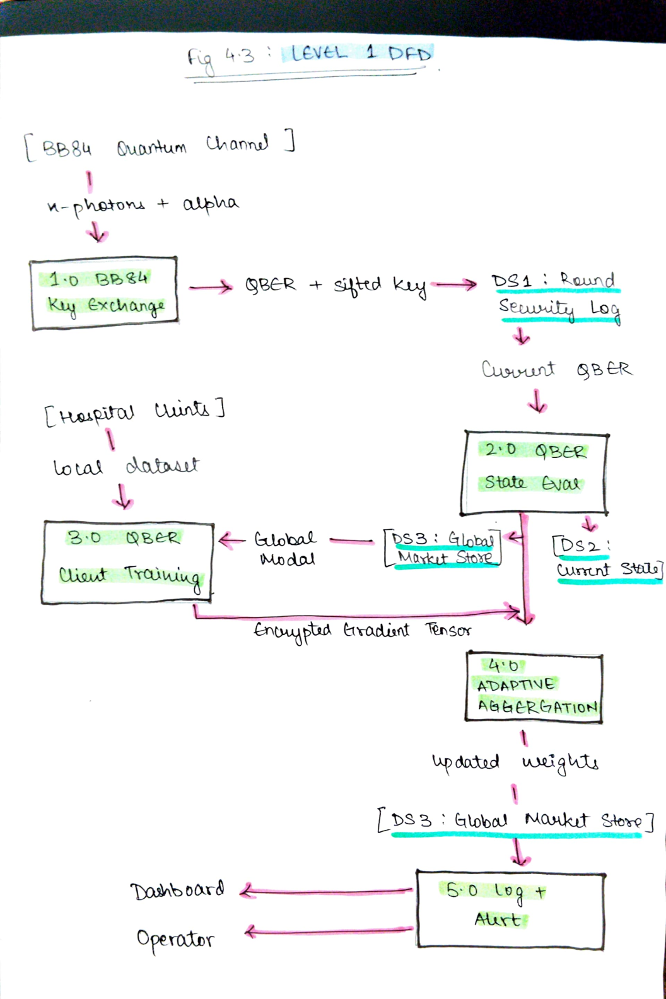 Fig 4.3 : LEVEL 1 DFD
[BB84 Quantum Channel]
n-photons + alpha
1.0 BB84
Key Exchange
QBER + sifted key
DS1 : Round
Security Log
Current QBER
[Hospital Clients]
local dataset
2.0 QBER
State Eval
3.0 QBER
Client Training
Global
Modal
[DS3 : Global
Market Store]
[DS2 :
Current State]
Encrypted Gradient Tensor
4.0
ADAPTIVE
AGGERGATION
updated weights
[DS3 : Global Market Store]
5.0 Log +
Alert
Dashboard
Operator